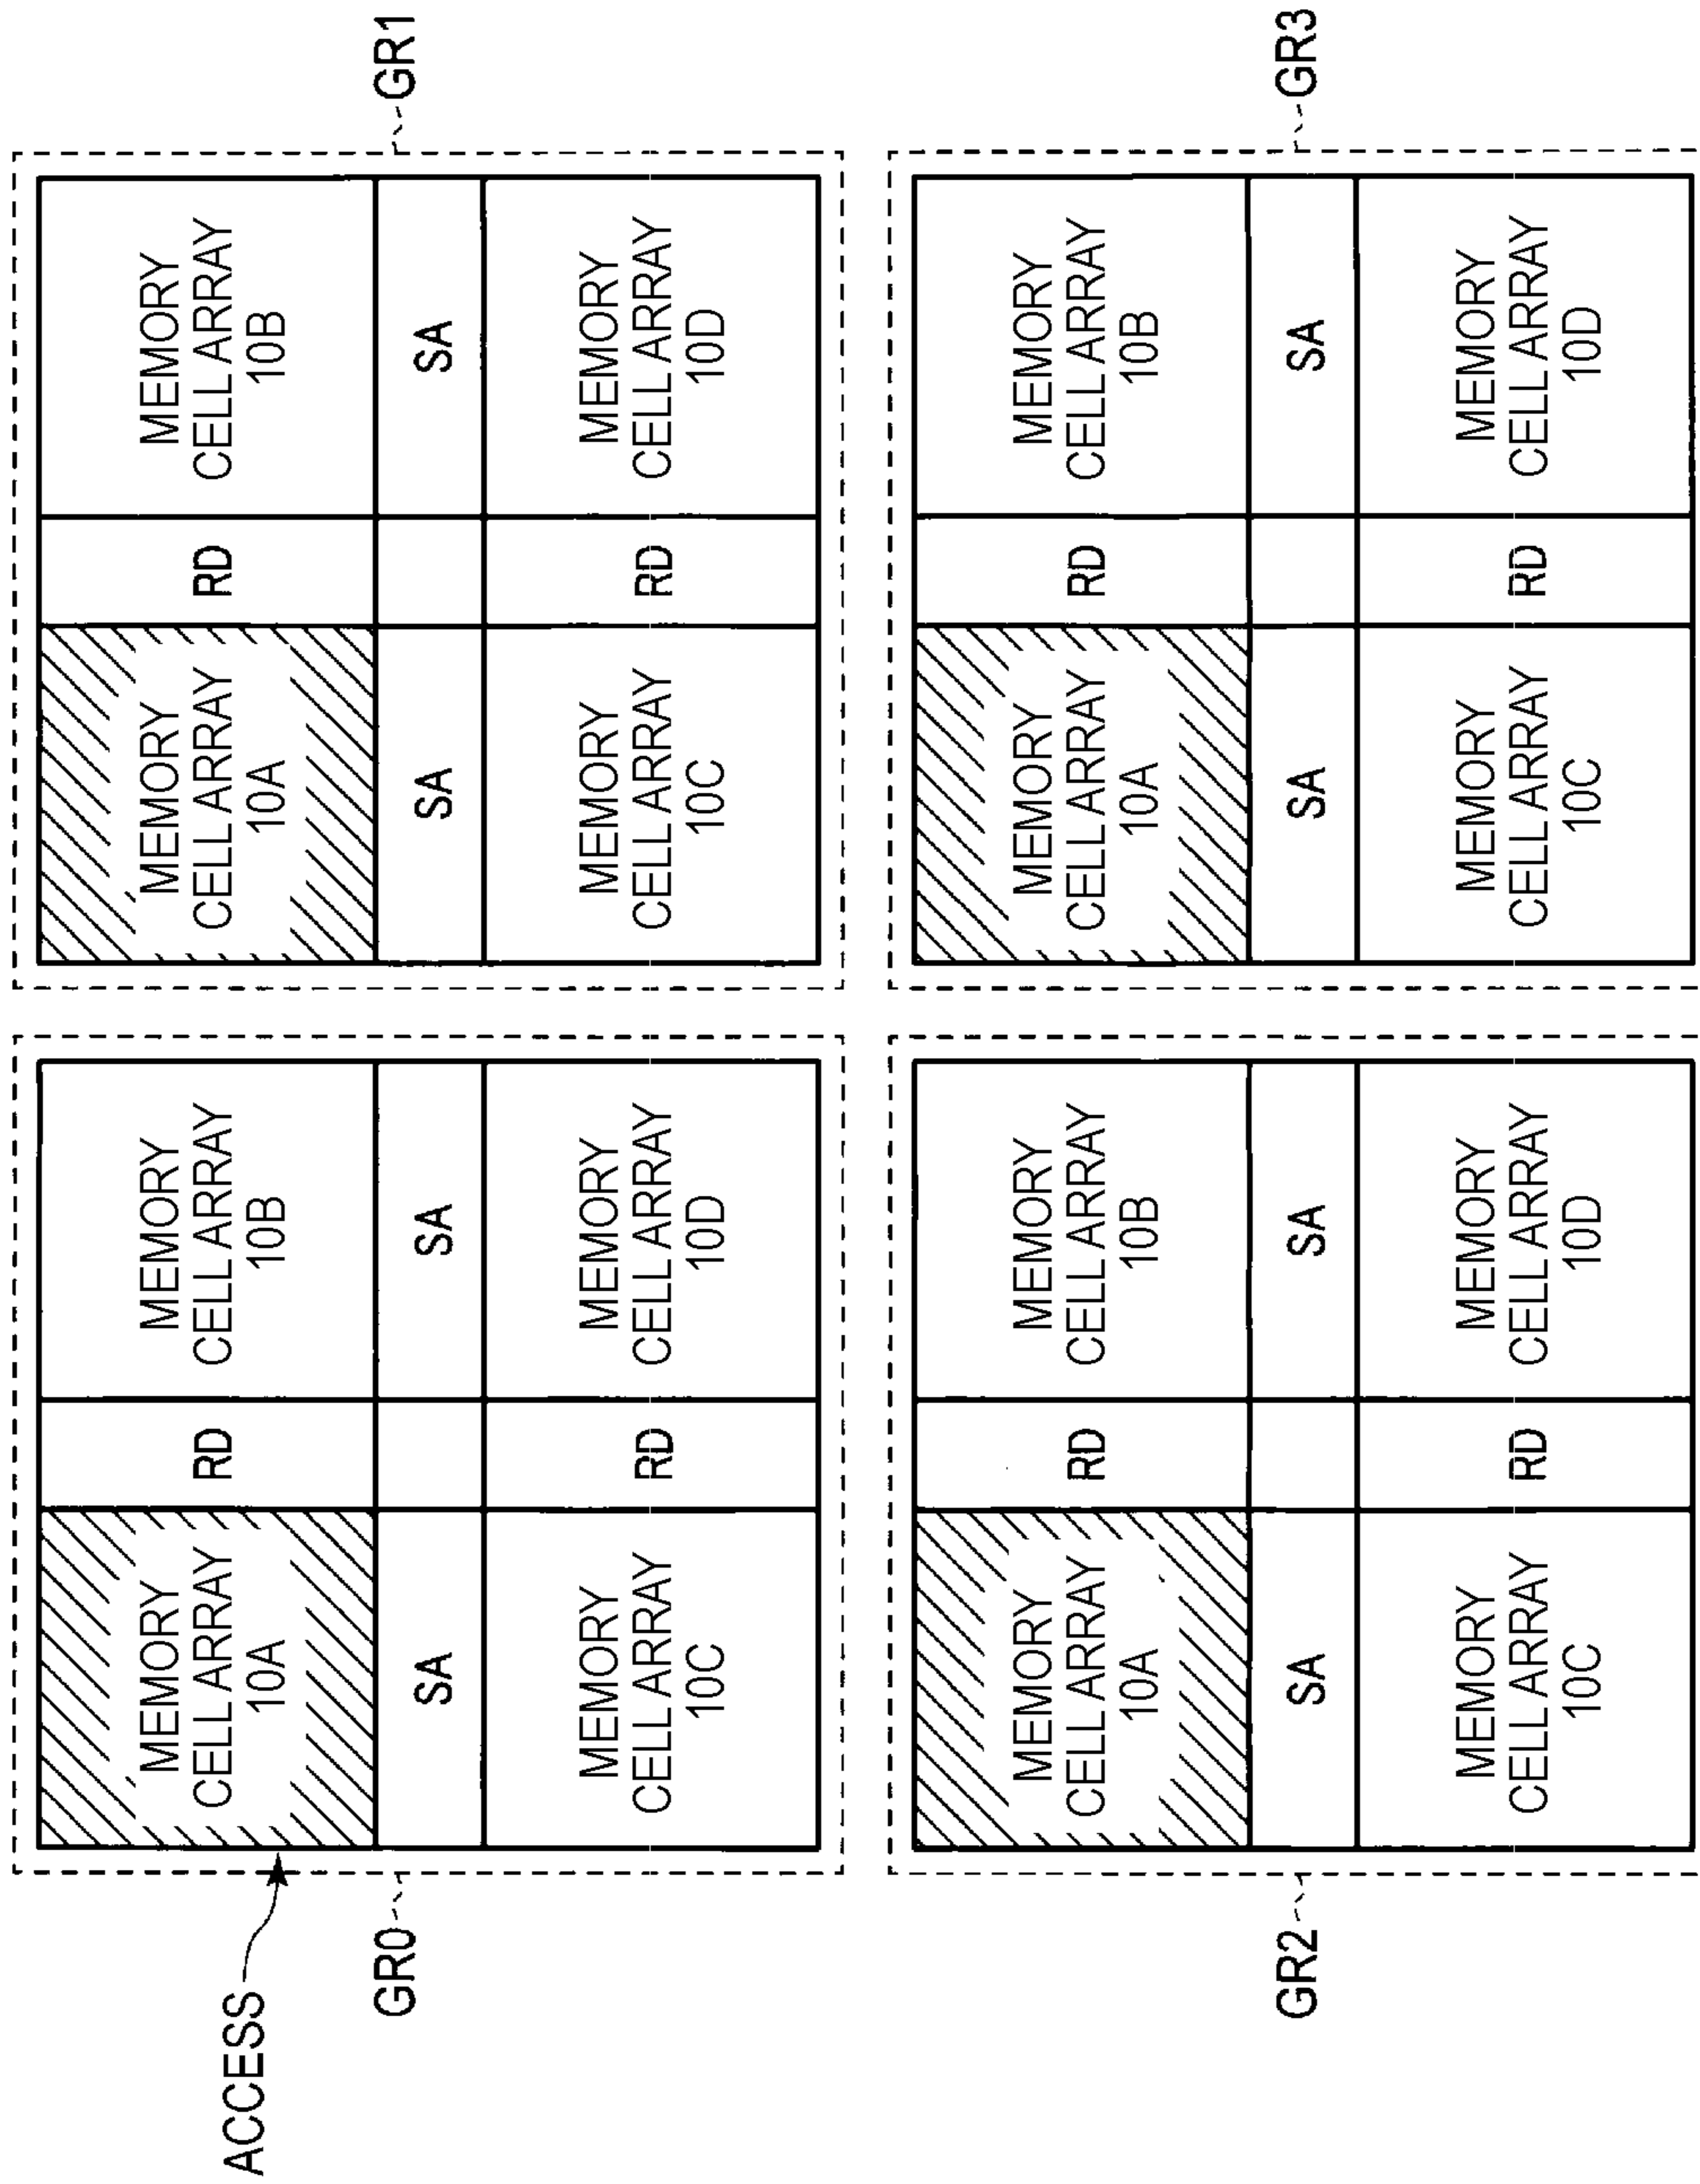 ACCESS
GR0
MEMORY
CELL ARRAY
10A
RD
MEMORY
CELL ARRAY
10B
SA
SA
MEMORY
CELL ARRAY
10C
RD
MEMORY
CELL ARRAY
10D
GR1
MEMORY
CELL ARRAY
10A
RD
MEMORY
CELL ARRAY
10B
SA
SA
MEMORY
CELL ARRAY
10C
RD
MEMORY
CELL ARRAY
10D
GR2
MEMORY
CELL ARRAY
10A
RD
MEMORY
CELL ARRAY
10B
SA
SA
MEMORY
CELL ARRAY
10C
RD
MEMORY
CELL ARRAY
10D
GR3
MEMORY
CELL ARRAY
10A
RD
MEMORY
CELL ARRAY
10B
SA
SA
MEMORY
CELL ARRAY
10C
RD
MEMORY
CELL ARRAY
10D